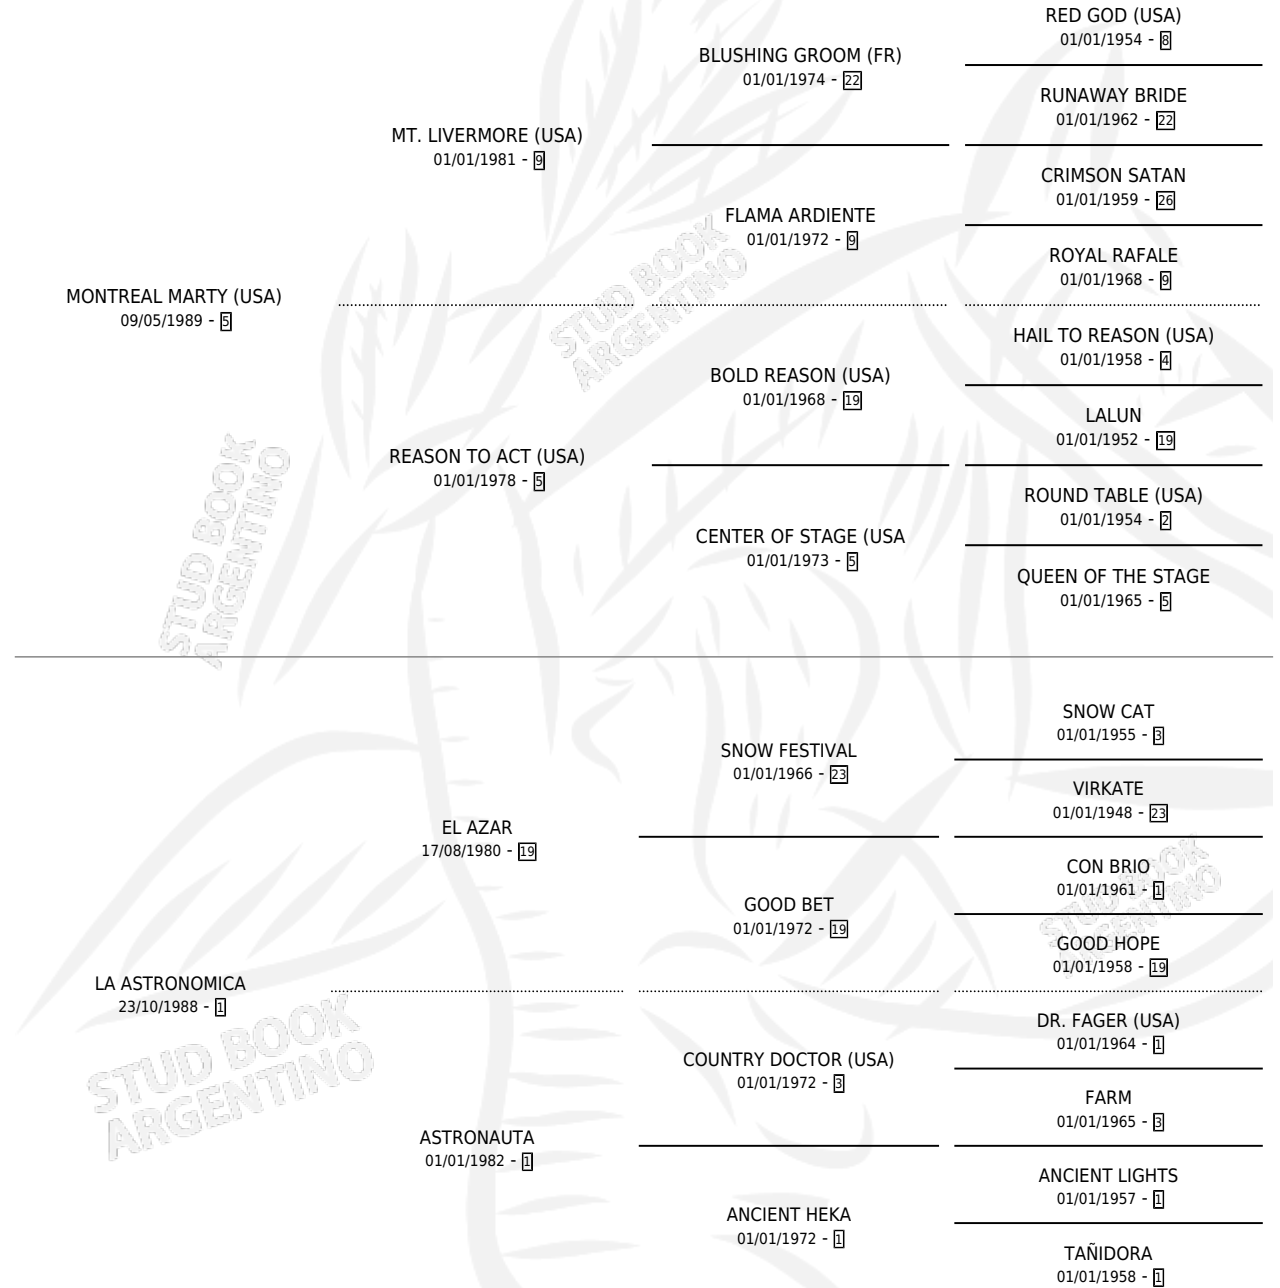 RED GOD (USA)
01/01/1954 - 8
BLUSHING GROOM (FR)
01/01/1974 - 22
RUNAWAY BRIDE
01/01/1962 - 22
MT. LIVERMORE (USA)
01/01/1981 - 9
CRIMSON SATAN
01/01/1959 - 26
FLAMA ARDIENTE
01/01/1972 - 9
ROYAL RAFALE
01/01/1968 - 9
MONTREAL MARTY (USA)
09/05/1989 - 5
HAIL TO REASON (USA)
01/01/1958 - 4
BOLD REASON (USA)
01/01/1968 - 19
LALUN
01/01/1952 - 19
REASON TO ACT (USA)
01/01/1978 - 5
ROUND TABLE (USA)
01/01/1954 - 2
CENTER OF STAGE (USA
01/01/1973 - 5
QUEEN OF THE STAGE
01/01/1965 - 5
STUD BOOK
ARGENTINO
STUD BOOK
ARGENTINO
SNOW CAT
01/01/1955 - 3
SNOW FESTIVAL
01/01/1966 - 23
VIRKATE
01/01/1948 - 23
EL AZAR
17/08/1980 - 19
CON BRIO
01/01/1961 - 1
GOOD BET
01/01/1972 - 19
GOOD HOPE
01/01/1958 - 19
STUD BOOK
ARGENTINO
LA ASTRONOMICA
23/10/1988 - 1
DR. FAGER (USA)
01/01/1964 - 1
COUNTRY DOCTOR (USA)
01/01/1972 - 3
FARM
01/01/1965 - 3
STUD BOOK
ARGENTINO
ASTRONAUTA
01/01/1982 - 1
ANCIENT LIGHTS
01/01/1957 - 1
ANCIENT HEKA
01/01/1972 - 1
TAÑIDORA
01/01/1958 - 1